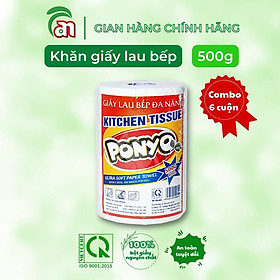 an
GIAN HÀNG CHÍNH HÃNG
Khăn giấy lau bếp
500g
Combo
6 cuộn
GIẤY LAU BẾP ĐA NĂNG
KITCHEN TISSUE
PONYO
ULTRA SOFT PAPER TOWEL
ISO 9001:2015
100%
bột giấy
nguyên chất
An toàn
tuyệt đối